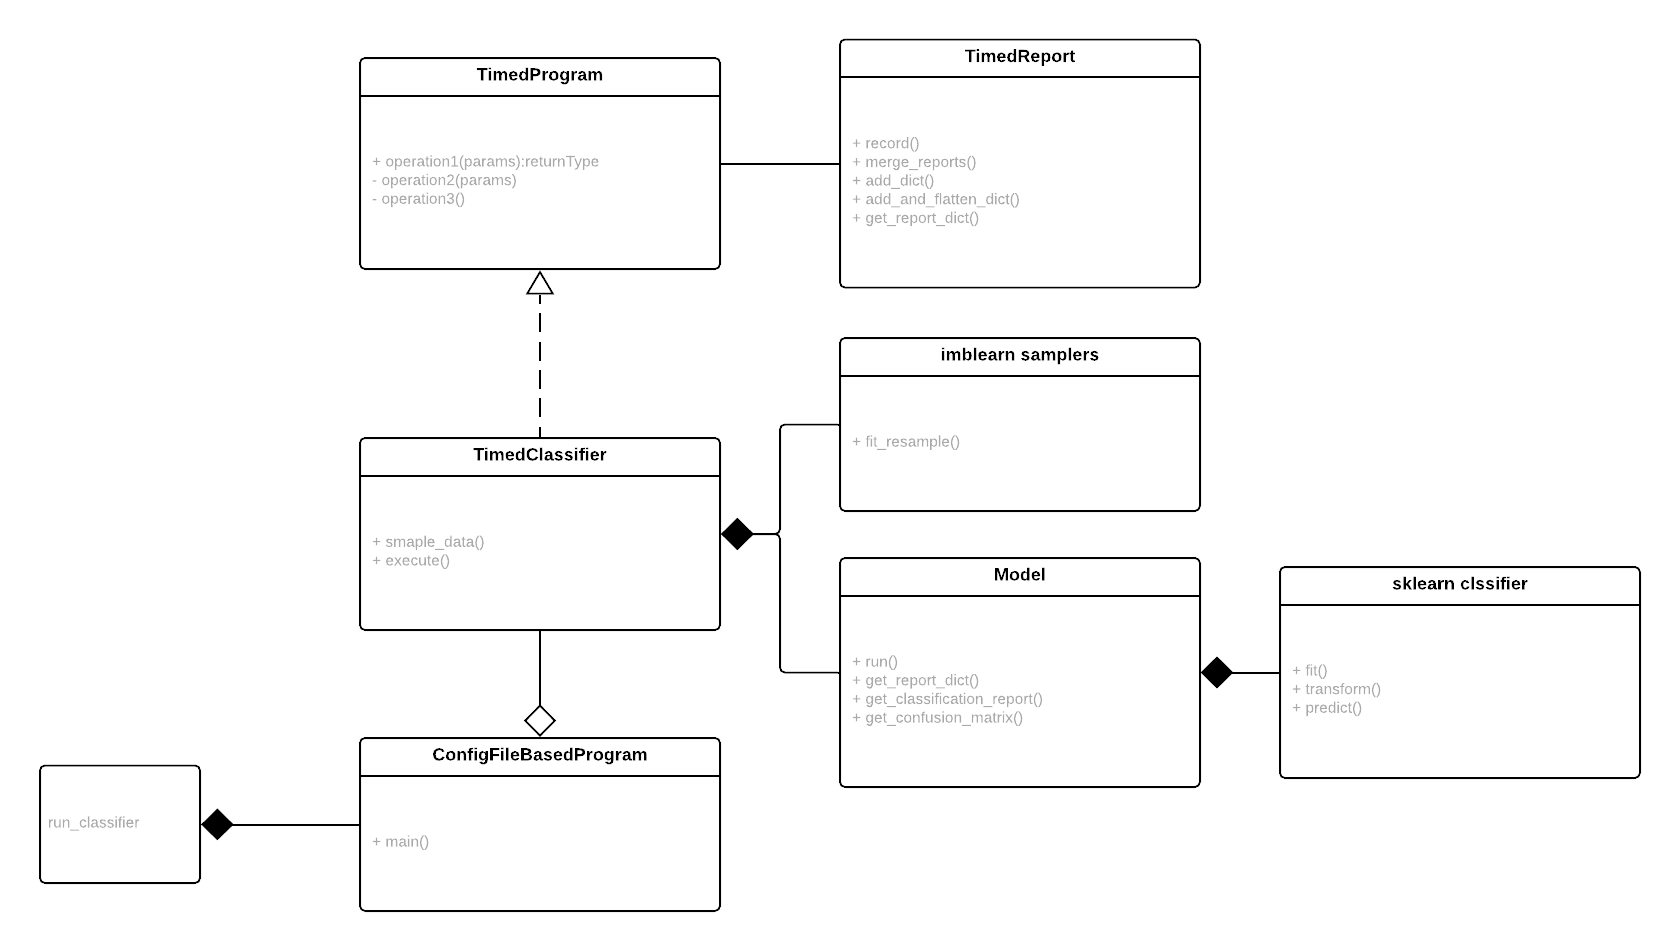 TimedProgram
+ operation1(params):returnType
- operation2(params)
- operation3()
TimedReport
+ record()
+ merge_reports()
+ add_dict()
+ add_and_flatten_dict()
+ get_report_dict()
imblearn samplers
+ fit_resample()
TimedClassifier
+ smaple_data()
+ execute()
Model
+ run()
+ get_report_dict()
+ get_classification_report()
+ get_confusion_matrix()
sklearn clssifier
+ fit()
+ transform()
+ predict()
ConfigFileBasedProgram
+ main()
run_classifier